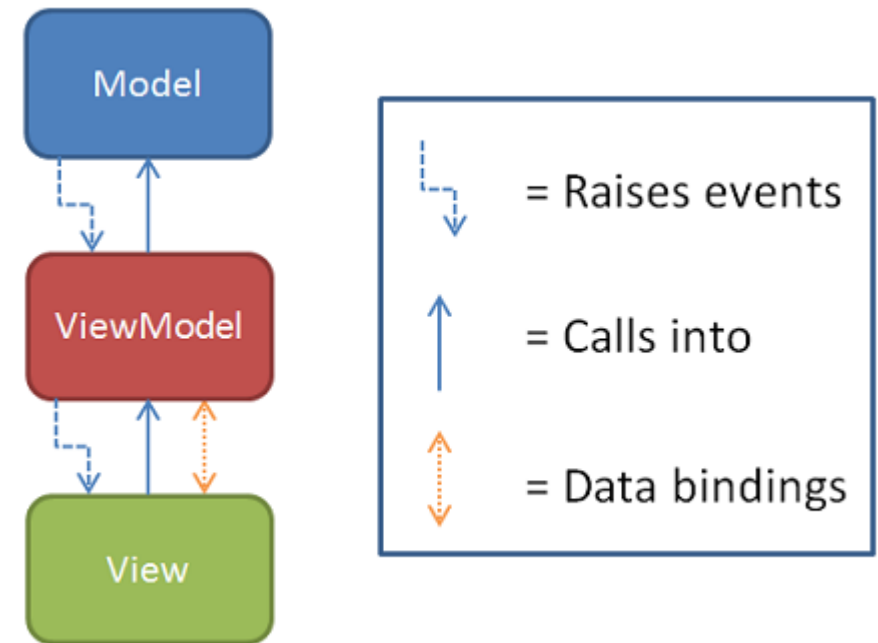 Model
ViewModel
View
= Raises events
= Calls into
= Data bindings